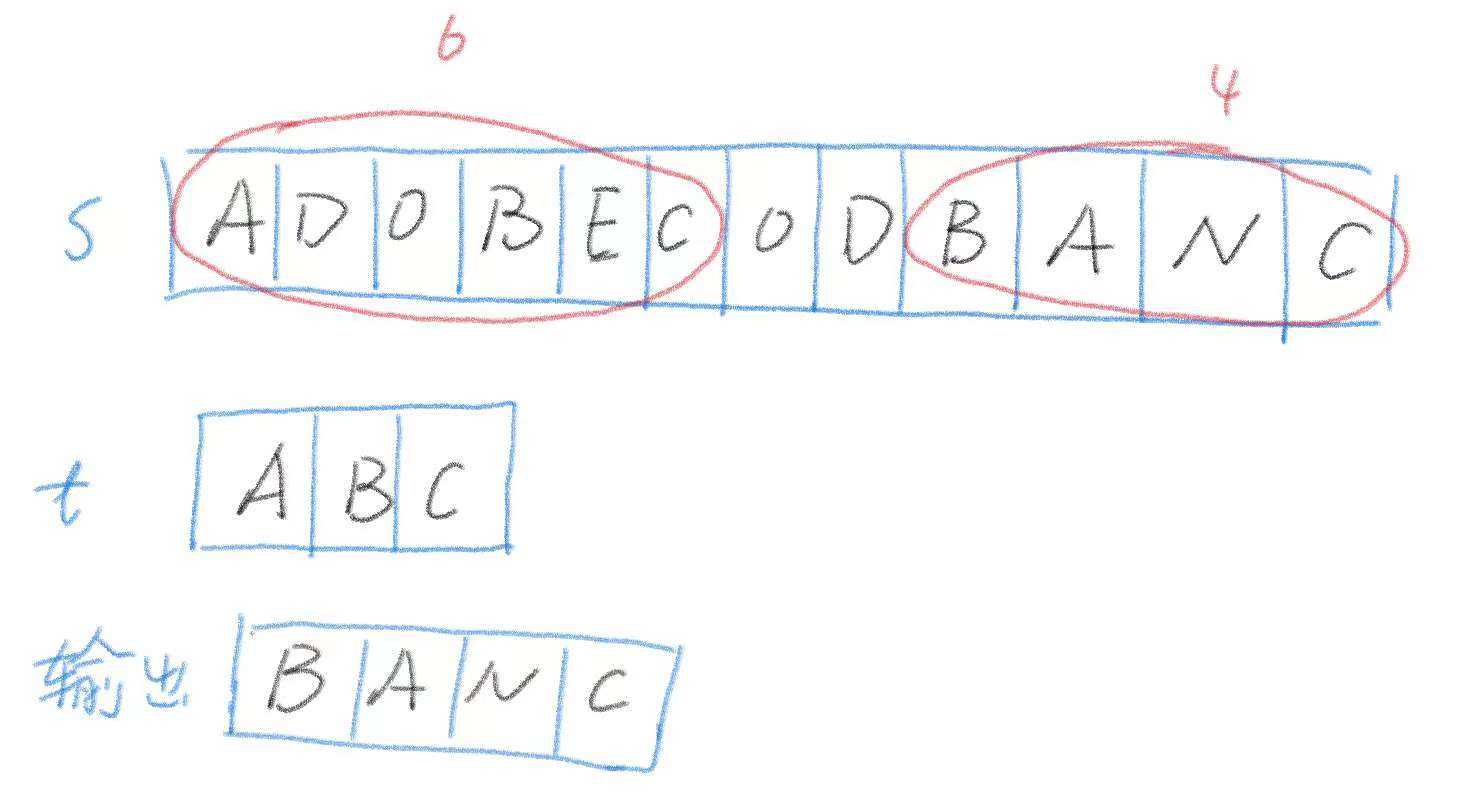 6
4
S A D O B E C O D B A N C
t A B C
输出 B A N C